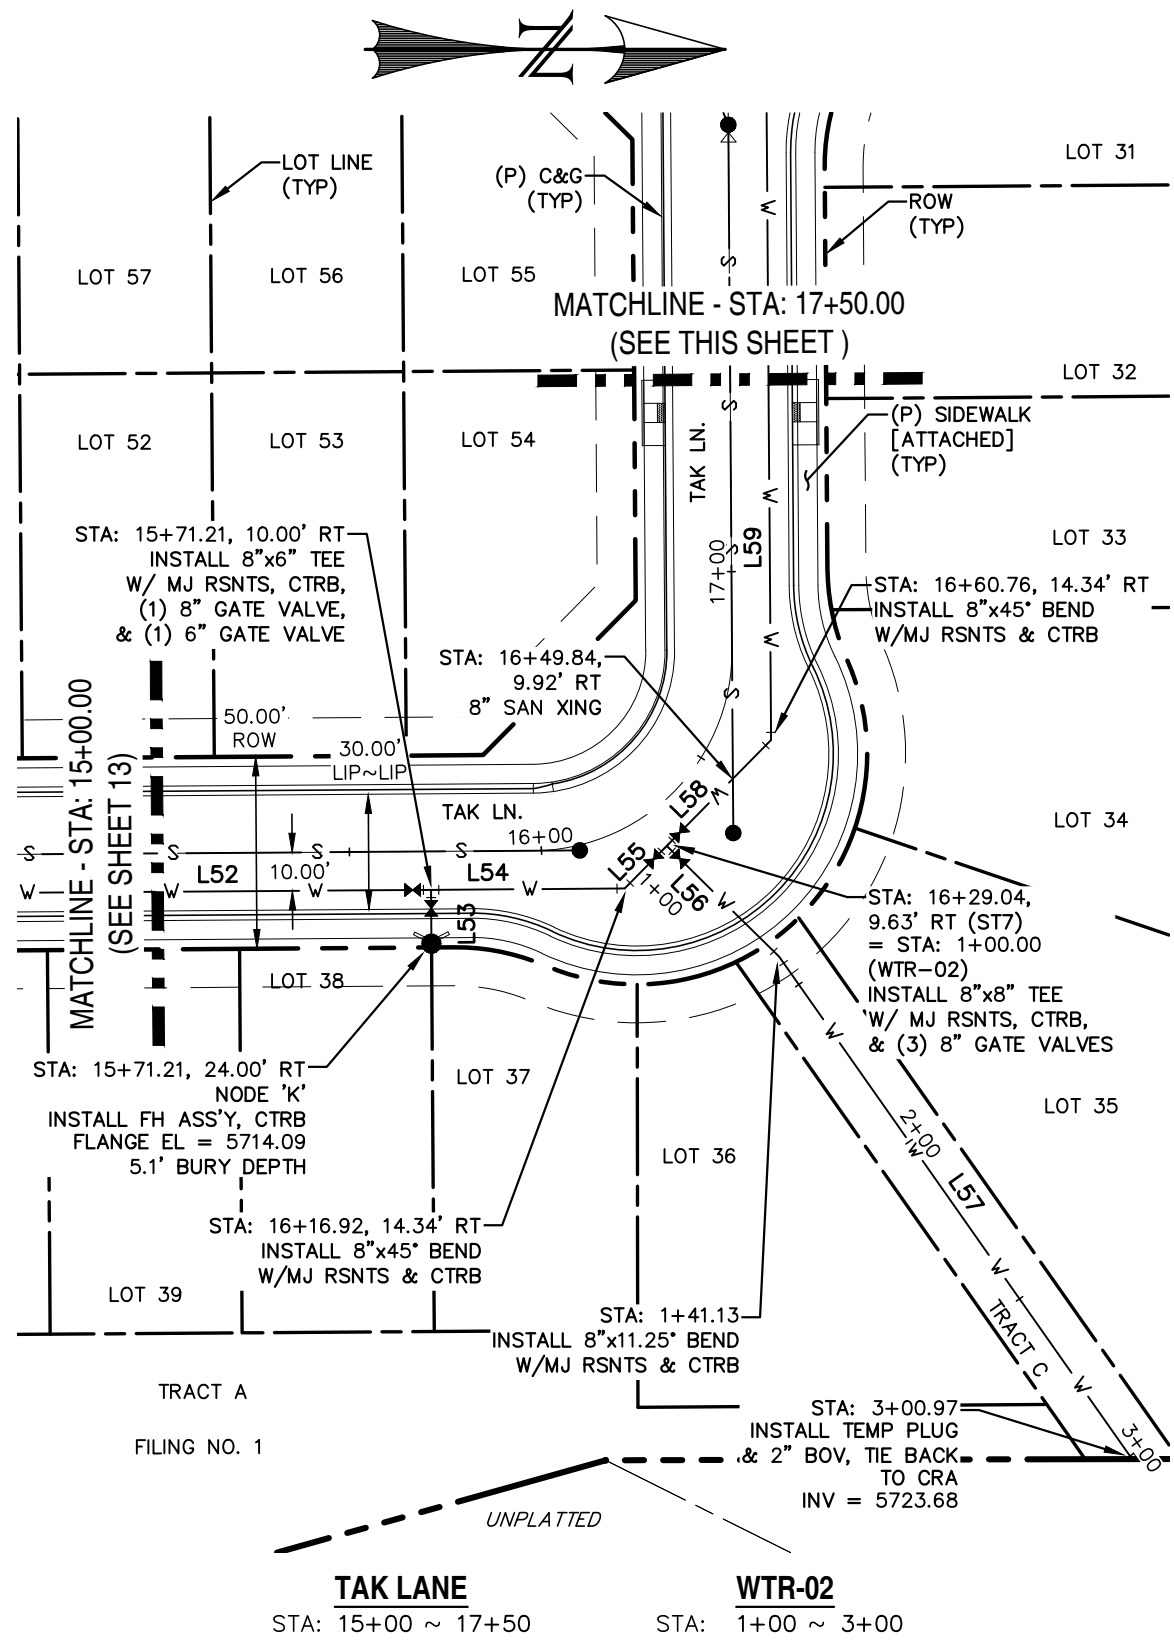 N
LOT LINE
(TYP)
(P) C&G
(TYP)
LOT 31
ROW
(TYP)
W
S
LOT 57
LOT 56
LOT 55
MATCHLINE - STA: 17+50.00
(SEE THIS SHEET )
LOT 32
LOT 52
LOT 53
LOT 54
S
TAK LN.
W
(P) SIDEWALK
[ATTACHED]
(TYP)
STA: 15+71.21, 10.00' RT
INSTALL 8"x6" TEE
W/ MJ RSNTS, CTRB,
(1) 8" GATE VALVE,
& (1) 6" GATE VALVE
17+00
S
L59
LOT 33
STA: 16+60.76, 14.34' RT
INSTALL 8"x45° BEND
W/MJ RSNTS & CTRB
W
STA: 16+49.84,
9.92' RT
8" SAN XING
S
MATCHLINE - STA: 15+00.00
(SEE SHEET 13)
50.00'
ROW
30.00'
LIP~LIP
TAK LN.
16+00
S
S
S
S
L52
10.00'
L54
W
W
W
W
L53
L55
1+00
L58
W
L56
W
LOT 34
STA: 16+29.04,
9.63' RT (ST7)
= STA: 1+00.00
(WTR-02)
INSTALL 8"x8" TEE
W/ MJ RSNTS, CTRB,
& (3) 8" GATE VALVES
LOT 38
STA: 15+71.21, 24.00' RT
NODE 'K'
INSTALL FH ASS'Y, CTRB
FLANGE EL = 5714.09
5.1' BURY DEPTH
LOT 37
LOT 36
LOT 35
W
2+00
W
L57
W
W
TRACT C
3+00
STA: 16+16.92, 14.34' RT
INSTALL 8"x45° BEND
W/MJ RSNTS & CTRB
LOT 39
STA: 1+41.13
INSTALL 8"x11.25° BEND
W/MJ RSNTS & CTRB
TRACT A
FILING NO. 1
STA: 3+00.97
INSTALL TEMP PLUG
& 2" BOV, TIE BACK
TO CRA
INV = 5723.68
UNPLATTED
TAK LANE
STA: 15+00 ~ 17+50
WTR-02
STA: 1+00 ~ 3+00